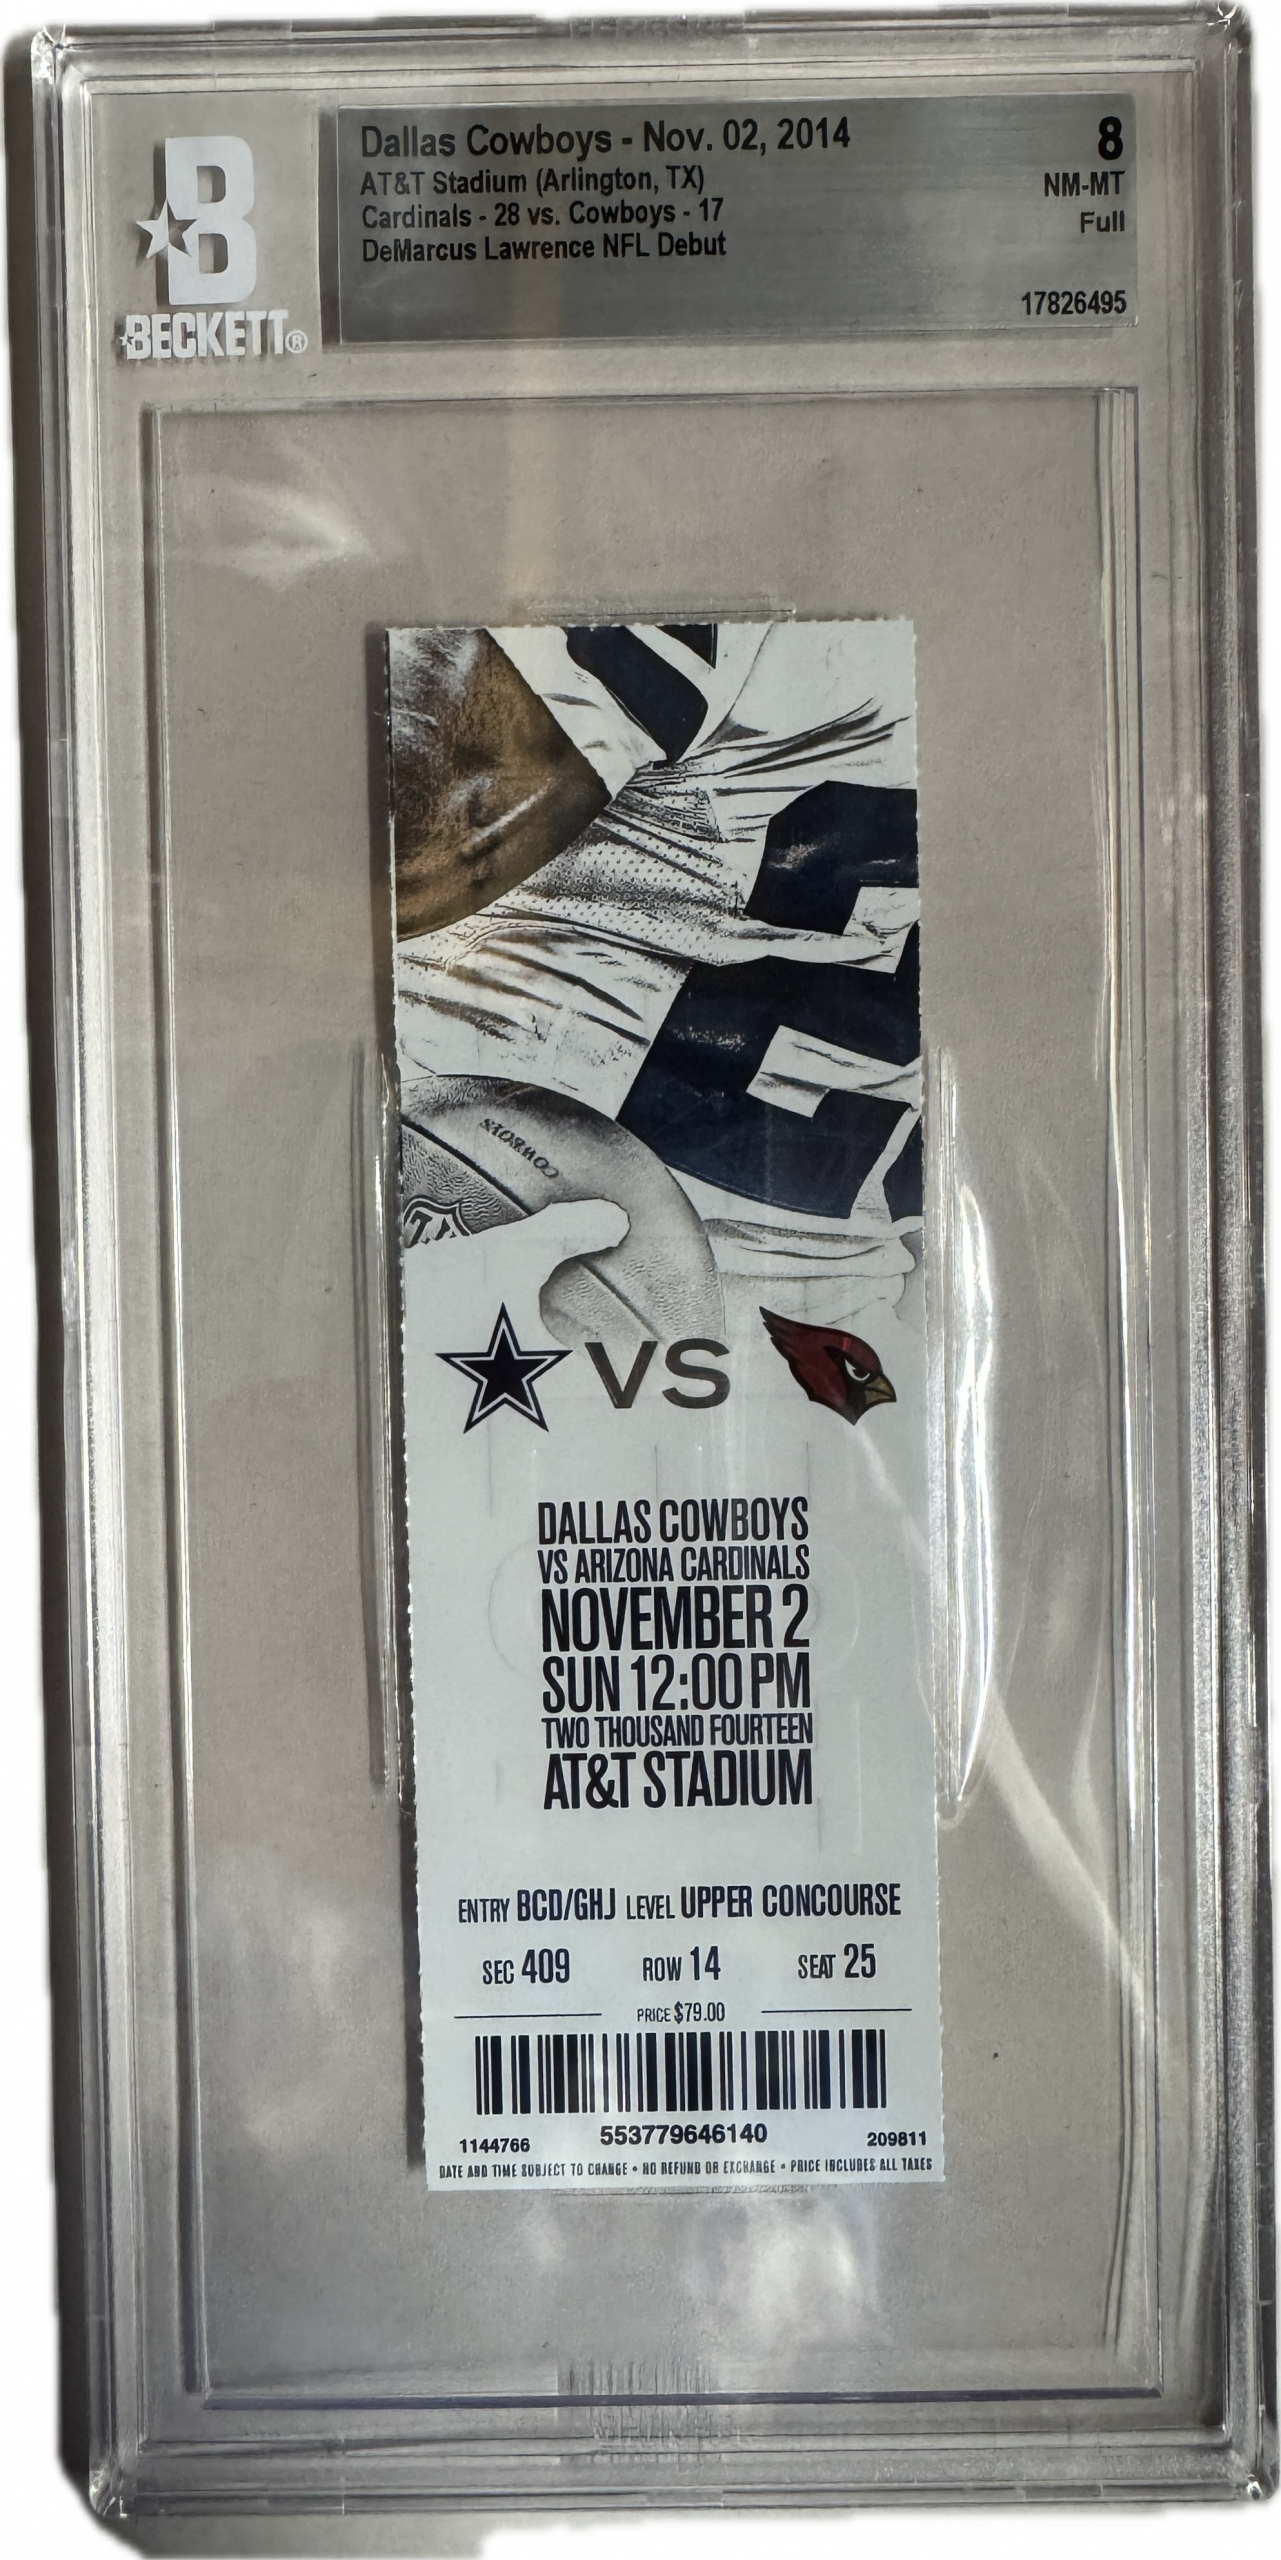 B
BECKETT®
Dallas Cowboys - Nov. 02, 2014
AT&T Stadium (Arlington, TX)
Cardinals - 28 vs. Cowboys - 17
DeMarcus Lawrence NFL Debut
8
NM-MT
Full
17826495
COWBOYS
VS
DALLAS COWBOYS
VS ARIZONA CARDINALS
NOVEMBER 2
SUN 12:00 PM
TWO THOUSAND FOURTEEN
AT&T STADIUM
ENTRY BCD/GHJ LEVEL UPPER CONCOURSE
SEC 409 ROW 14 SEAT 25
PRICE $79.00
1144766 553779646140 209811
DATE AND TIME SUBJECT TO CHANGE • NO REFUND OR EXCHANGE • PRICE INCLUDES ALL TAXES